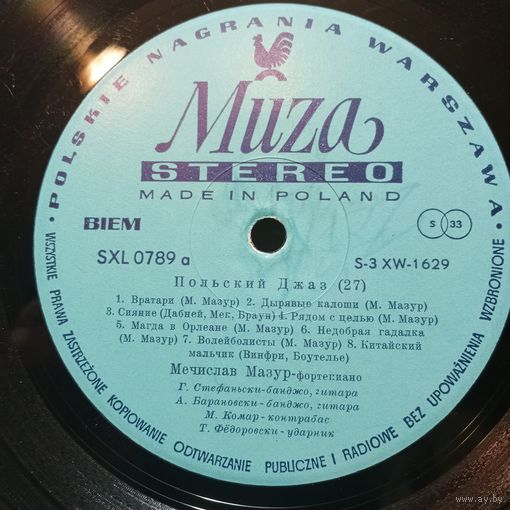 • POLSKIE NAGRANIA WARSZAWA •
Muza
STEREO
MADE IN POLAND
BIEM
S 33
SXL 0789 a
S-3 XW-1629
Польский Джаз (27)
1. Вратари (М. Мазур) 2. Дырявые калоши (М. Мазур)
3. Сияние (Дабней, Мек, Браун) 4. Рядом с целью (М. Мазур)
5. Магда в Орлеане (М. Мазур) 6. Недобрая гадалка
(М. Мазур) 7. Волейболисты (М. Мазур) 8. Китайский
мальчик (Винфри, Боутелье)
Мечислав Мазур-фортепиано
Г. Стефаньски-банджо, гитара
А. Барановски-банджо, гитара
М. Комар-контрабас
Т. Фёдоровски-ударник
WSZYSTKIE PRAWA ZASTRZEŻONE KOPIOWANIE ODTWARZANIE PUBLICZNE I RADIOWE BEZ UPOWAŻNIENIA WZBRONIONE
www.ay.by